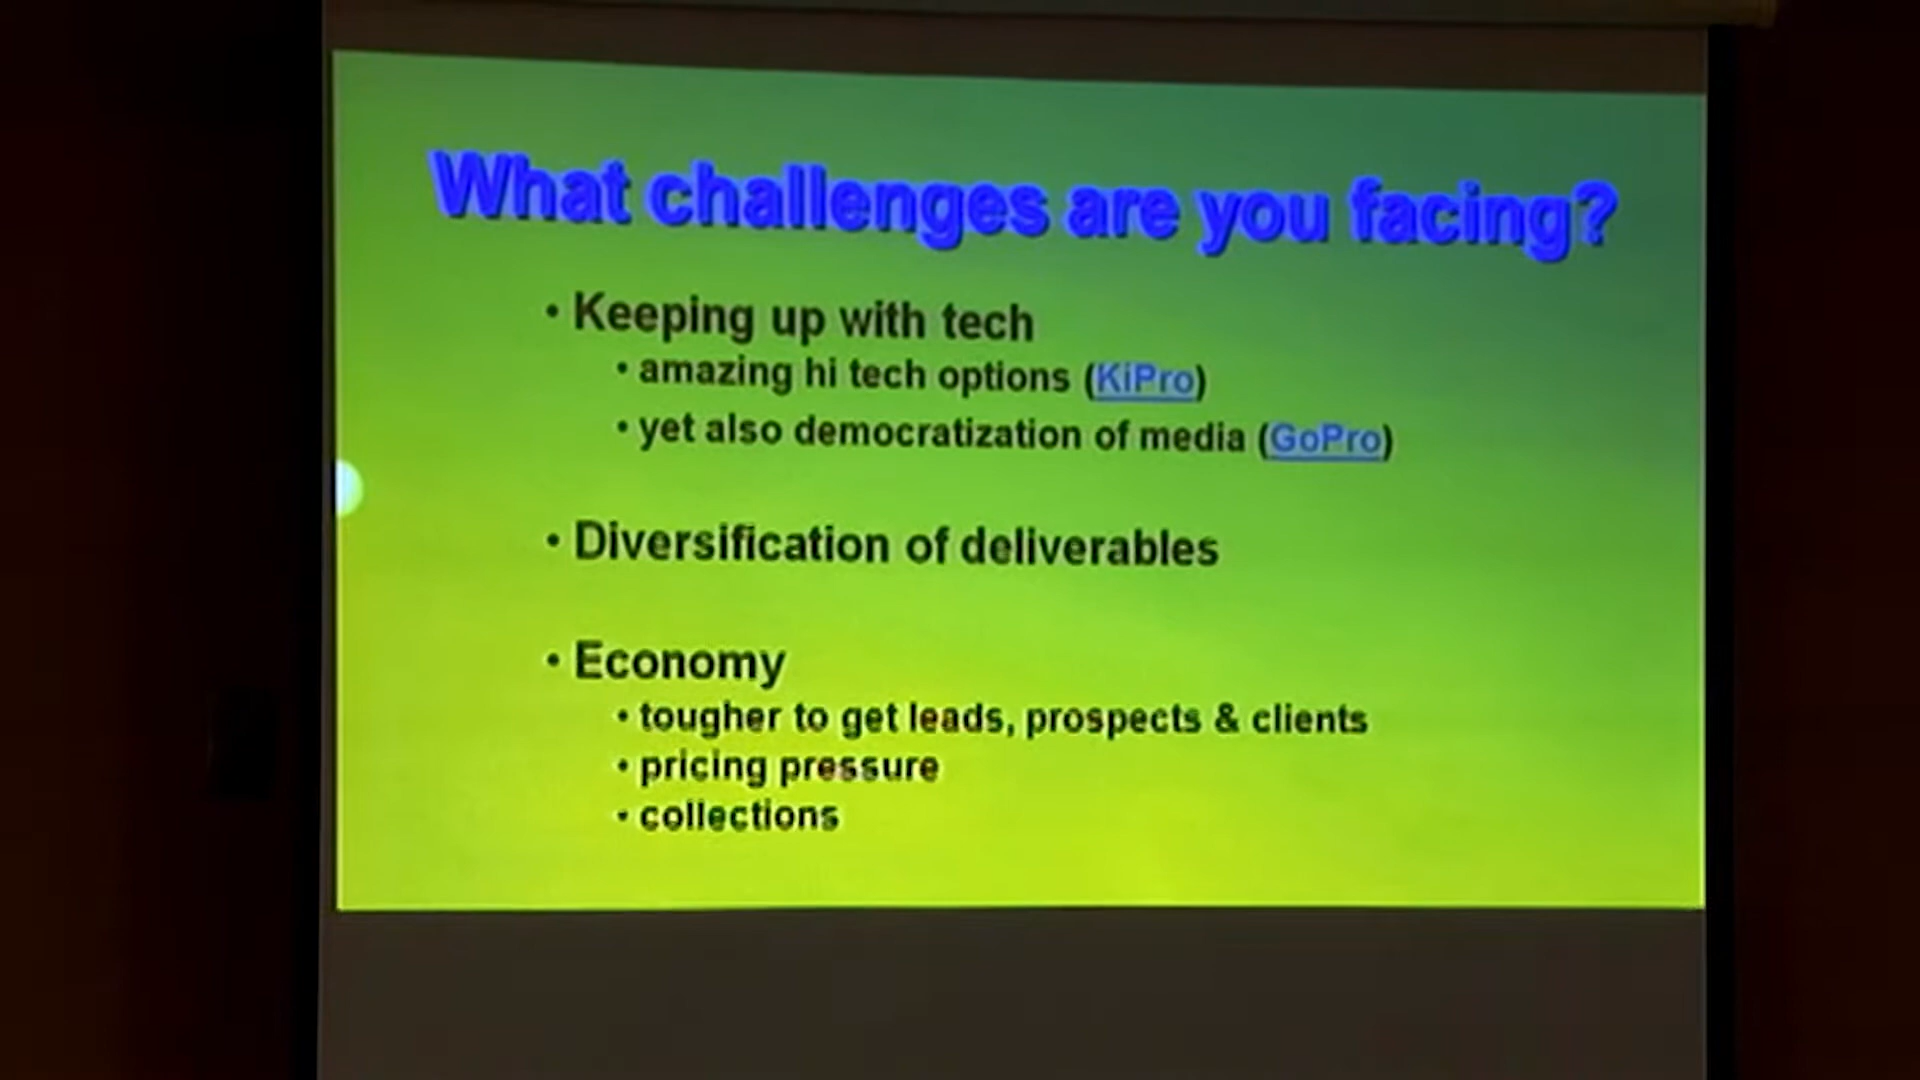 What challenges are you facing?
• Keeping up with tech
• amazing hi tech options (KiPro)
• yet also democratization of media (GoPro)
• Diversification of deliverables
• Economy
• tougher to get leads, prospects & clients
• pricing pressure
• collections